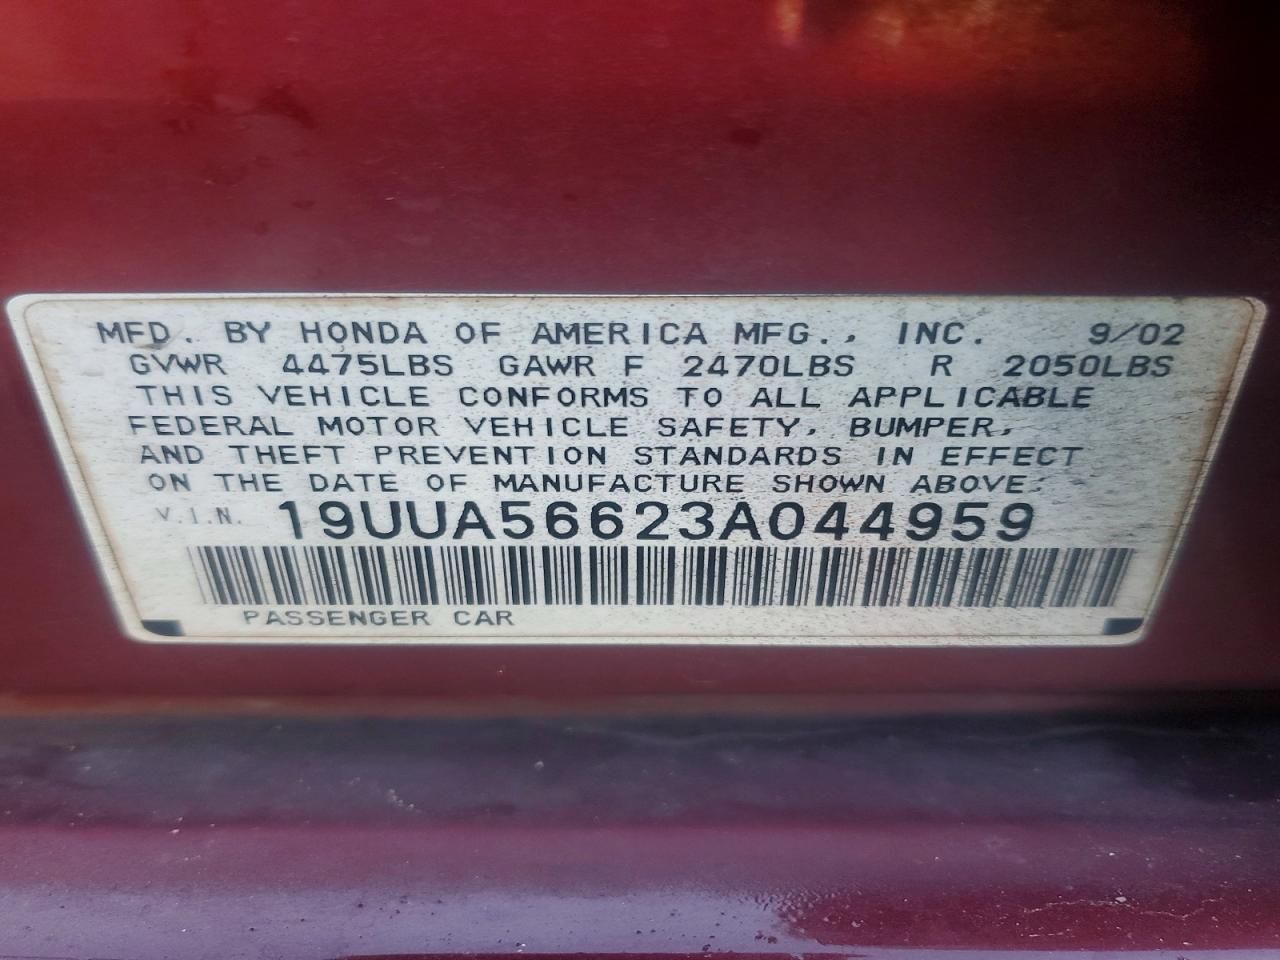 MFD. BY HONDA OF AMERICA MFG., INC. 9/02
GVWR 4475LBS GAWR F 2470LBS R 2050LBS
THIS VEHICLE CONFORMS TO ALL APPLICABLE
FEDERAL MOTOR VEHICLE SAFETY, BUMPER,
AND THEFT PREVENTION STANDARDS IN EFFECT
ON THE DATE OF MANUFACTURE SHOWN ABOVE:
V.I.N. 19UUA56623A044959
PASSENGER CAR